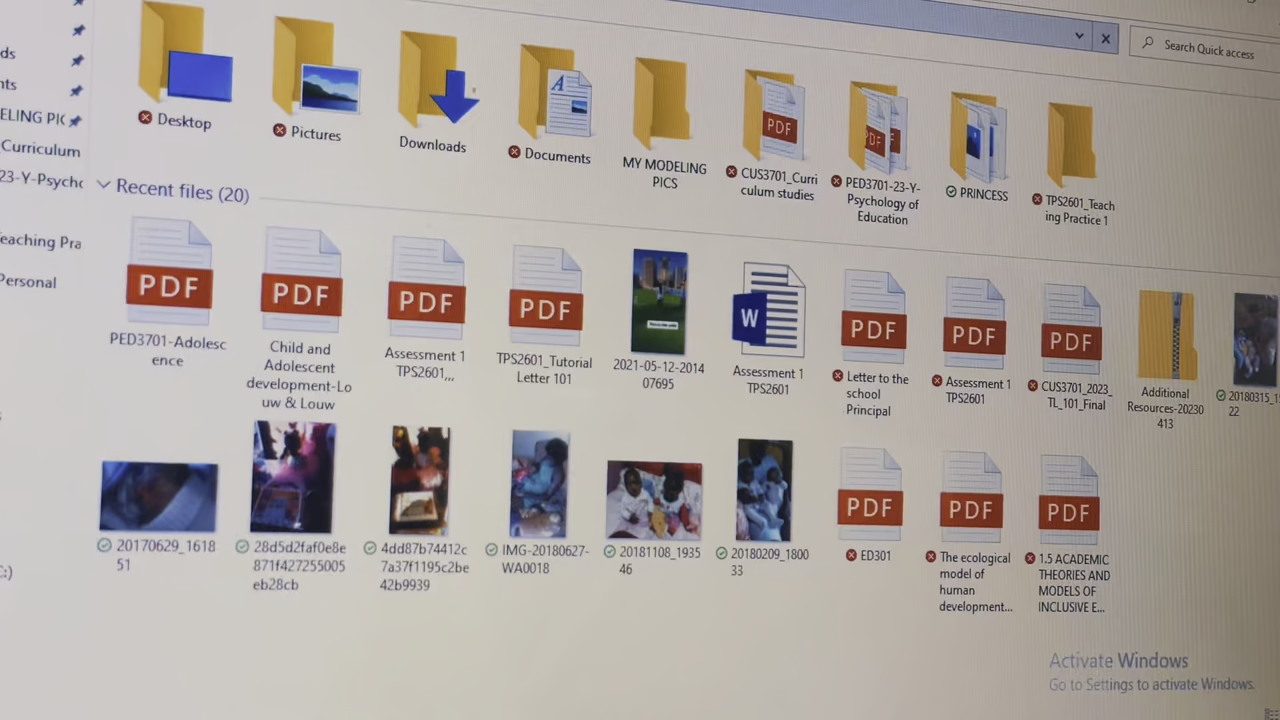 Search Quick access
ds
nts
ELING PIC
Curriculum
23-Y-Psycho
eaching Pra
Personal
C:)
Desktop
Pictures
Downloads
Documents
MY MODELING
PICS
CUS3701_Curri
culum studies
PED3701-23-Y-
Psychology of
Education
PRINCESS
TPS2601_Teach
ing Practice 1
Recent files (20)
PDF
PED3701-Adolesc
ence
PDF
Child and
Adolescent
development-Lo
uw & Louw
PDF
Assessment 1
TPS2601,,,
PDF
TPS2601_Tutorial
Letter 101
2021-05-12-2014
07695
W
Assessment 1
TPS2601
PDF
Letter to the
school
Principal
PDF
Assessment 1
TPS2601
PDF
CUS3701_2023_
TL_101_Final
Additional
Resources-20230
413
20180315_1
22
20170629_1618
51
28d5d2faf0e8e
871f427255005
eb28cb
4dd87b74412c
7a37f1195c2be
42b9939
IMG-20180627-
WA0018
20181108_1935
46
20180209_1800
33
PDF
ED301
PDF
The ecological
model of
human
development...
PDF
1.5 ACADEMIC
THEORIES AND
MODELS OF
INCLUSIVE E...
Activate Windows
Go to Settings to activate Windows.